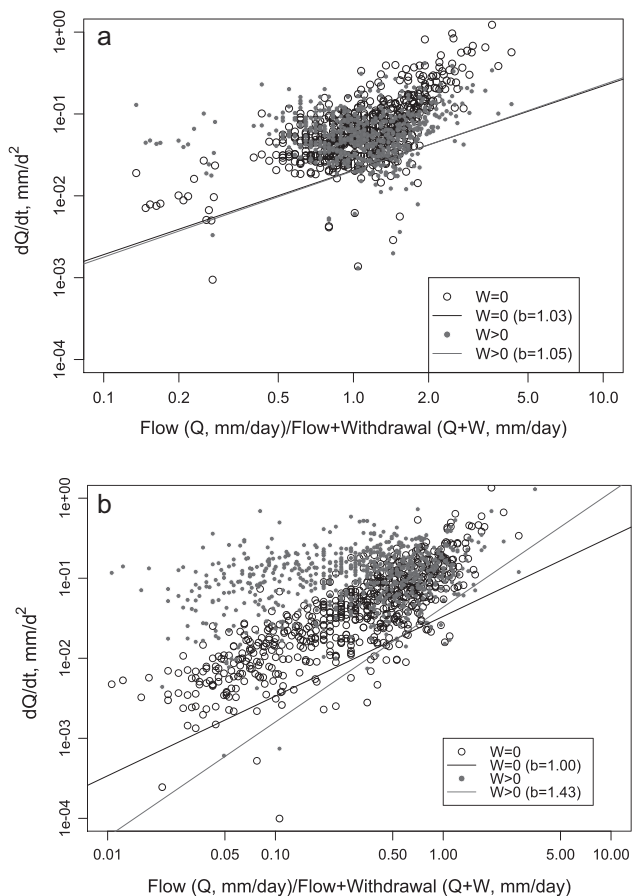 a
1e+00
1e-01
1e-02
1e-03
1e-04
dQ/dt, mm/d²
W=0
W=0 (b=1.03)
W>0
W>0 (b=1.05)
0.1 0.2 0.5 1.0 2.0 5.0 10.0
Flow (Q, mm/day)/Flow+Withdrawal (Q+W, mm/day)
b
1e+00
1e-01
1e-02
1e-03
1e-04
dQ/dt, mm/d²
W=0
W=0 (b=1.00)
W>0
W>0 (b=1.43)
0.01 0.05 0.10 0.50 1.00 5.00 10.00
Flow (Q, mm/day)/Flow+Withdrawal (Q+W, mm/day)